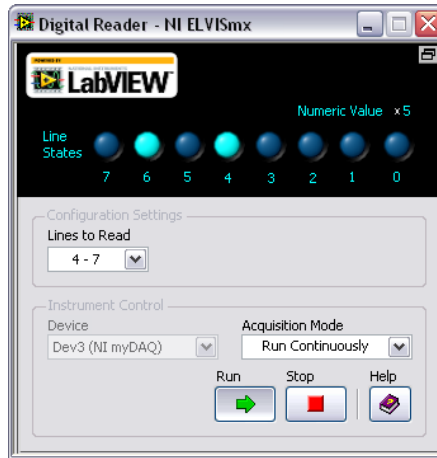 Digital Reader - NI ELVISmx
LabVIEW™
Numeric Value x5
Line States
7 6 5 4 3 2 1 0
Configuration Settings
Lines to Read
4 - 7
Instrument Control
Device
Dev3 (NI myDAQ)
Acquisition Mode
Run Continuously
Run
Stop
Help